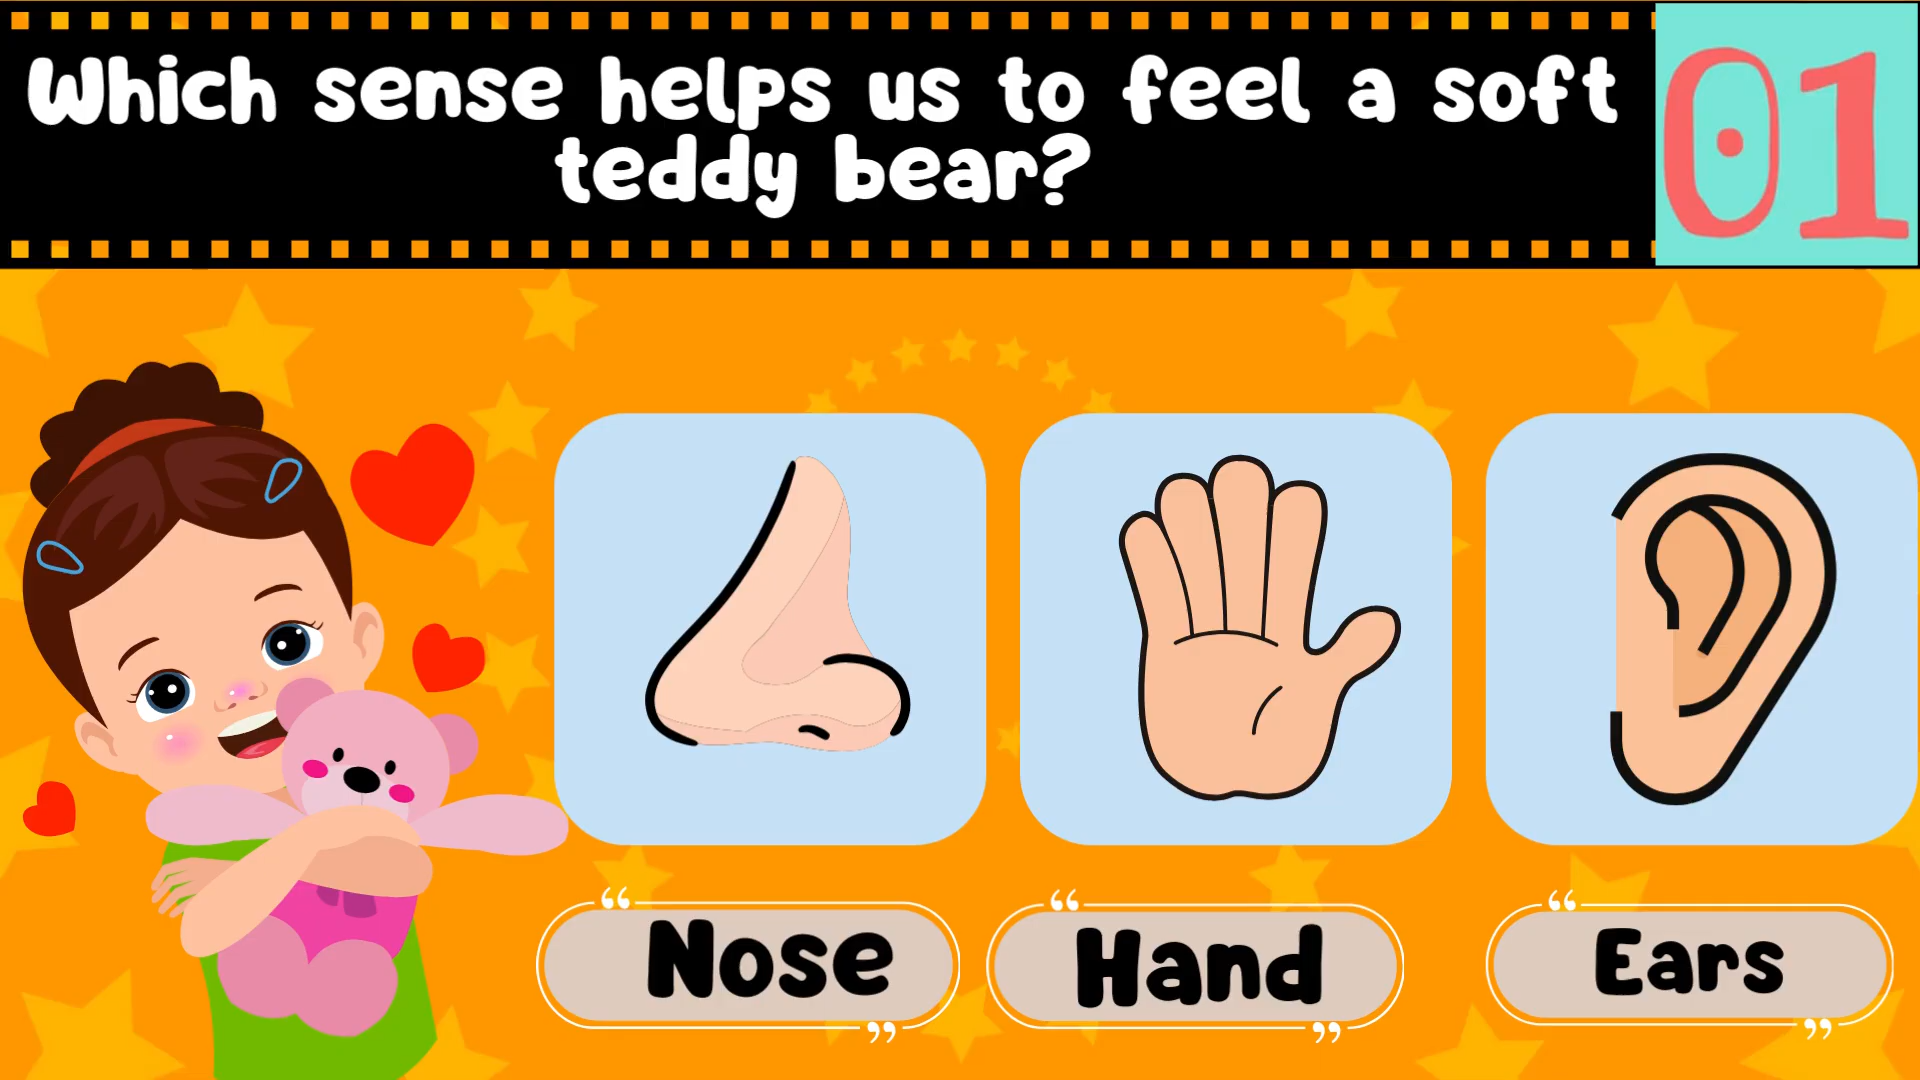 Which sense helps us to feel a soft
teddy bear?
01
Nose
Hand
Ears